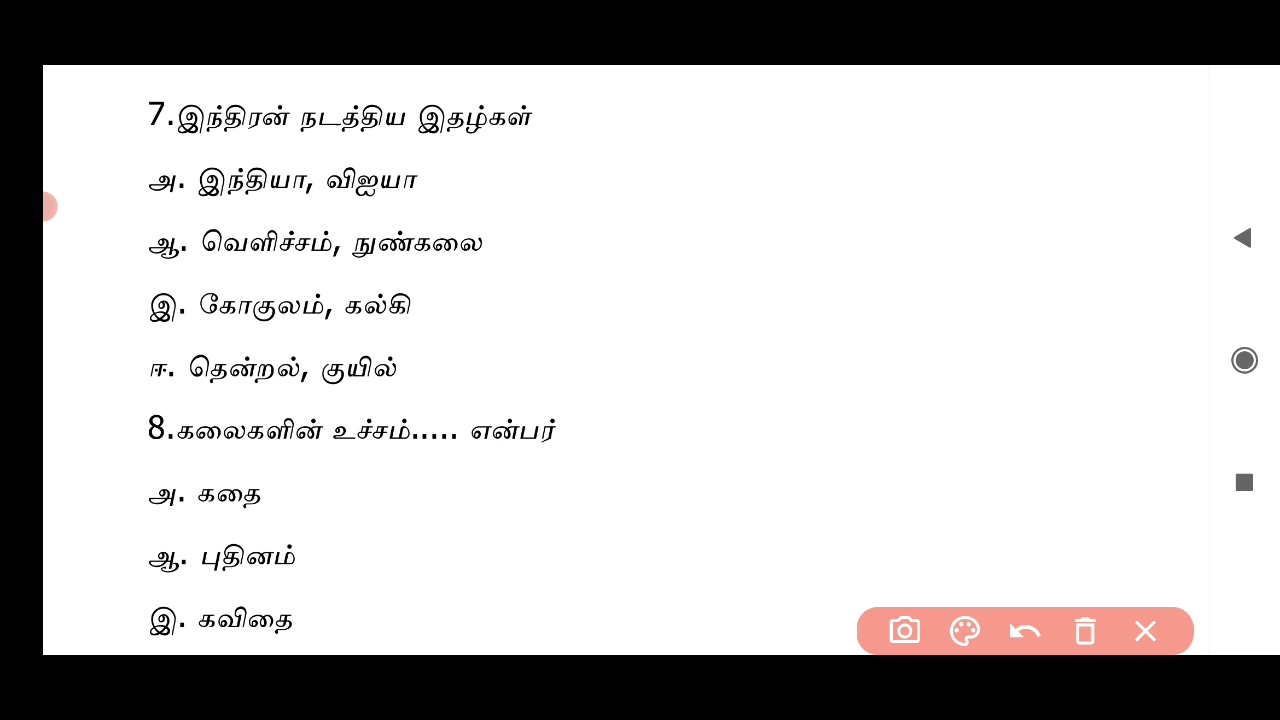 7.இந்திரன் நடத்திய இதழ்கள்
அ. இந்தியா, விஐயா
ஆ. வெளிச்சம், நுண்கலை
இ. கோகுலம், கல்கி
ஈ. தென்றல், குயில்
8.கலைகளின் உச்சம்..... என்பர்
அ. கதை
ஆ. புதினம்
இ. கவிதை